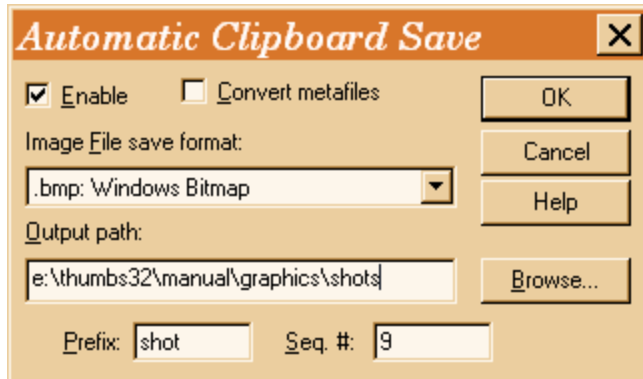 Automatic Clipboard Save
Enable
Convert metafiles
OK
Image File save format:
Cancel
.bmp: Windows Bitmap
Help
Output path:
e:\thumbs32\manual\graphics\shots
Browse...
Prefix: shot Seq. #: 9